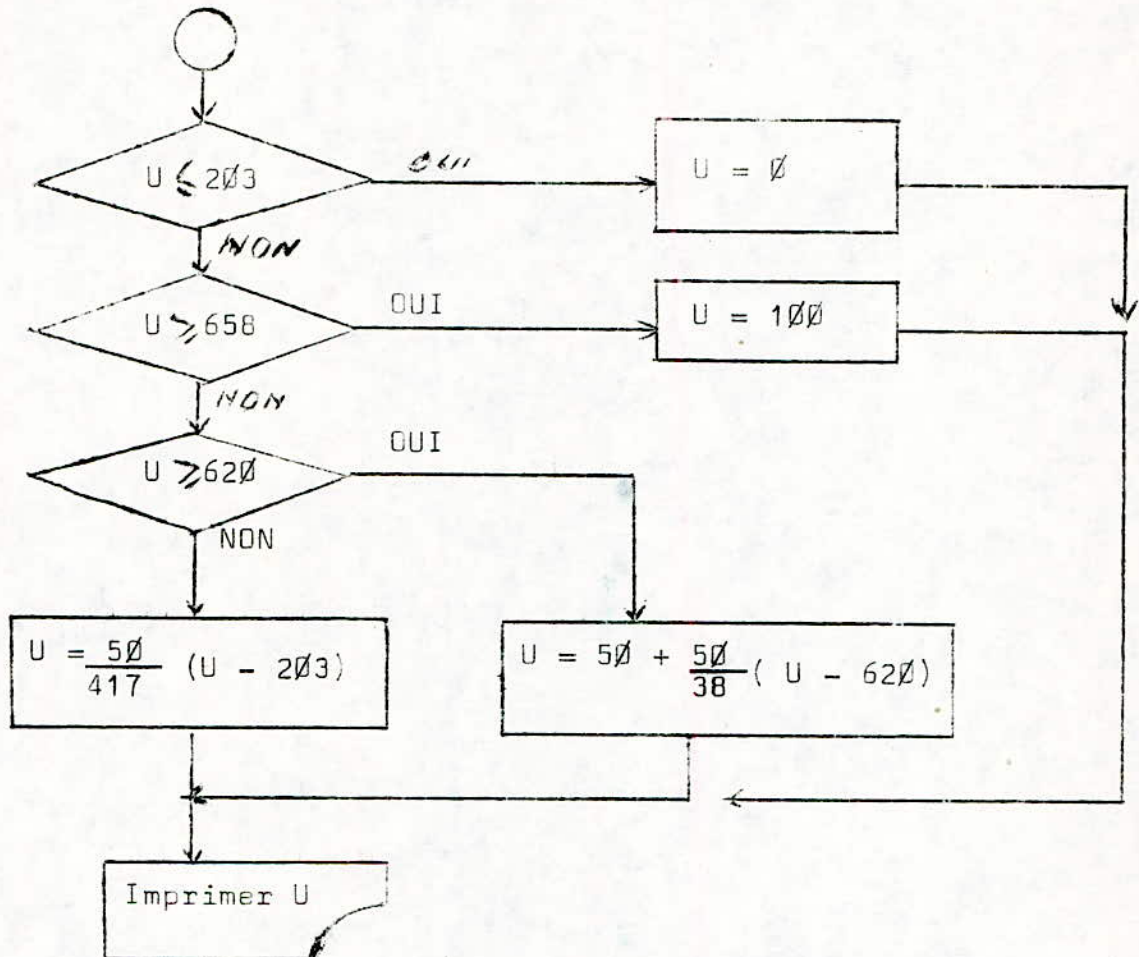 U ≤ 2Ø3
OUI
U = Ø
NON
U ⩾ 658
OUI
U = 1ØØ
NON
U ⩾ 62Ø
OUI
NON
U = 5Ø/417 (U - 2Ø3)
U = 5Ø + 5Ø/38 ( U - 62Ø)
Imprimer U